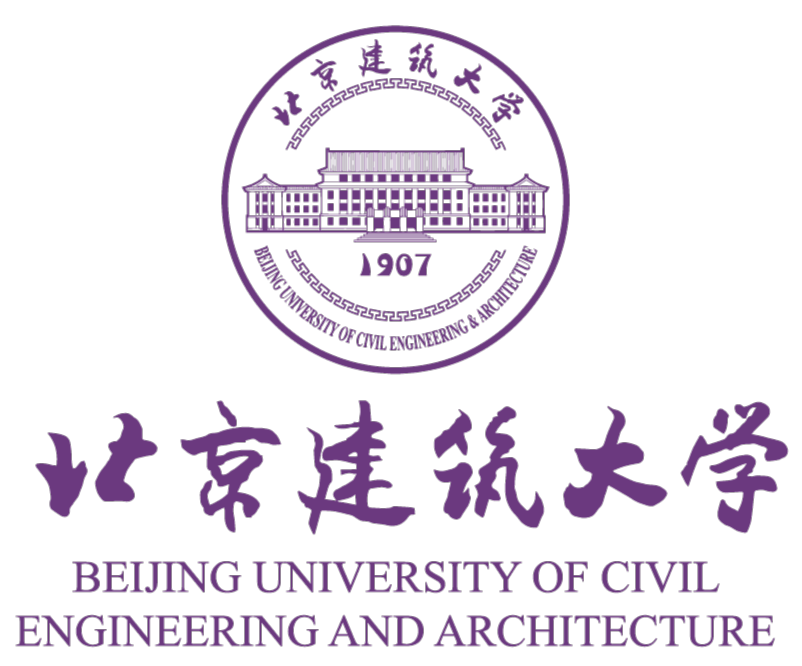 北京建筑大学
1907
BEIJING UNIVERSITY OF CIVIL ENGINEERING & ARCHITECTURE
北京建筑大学
BEIJING UNIVERSITY OF CIVIL
ENGINEERING AND ARCHITECTURE